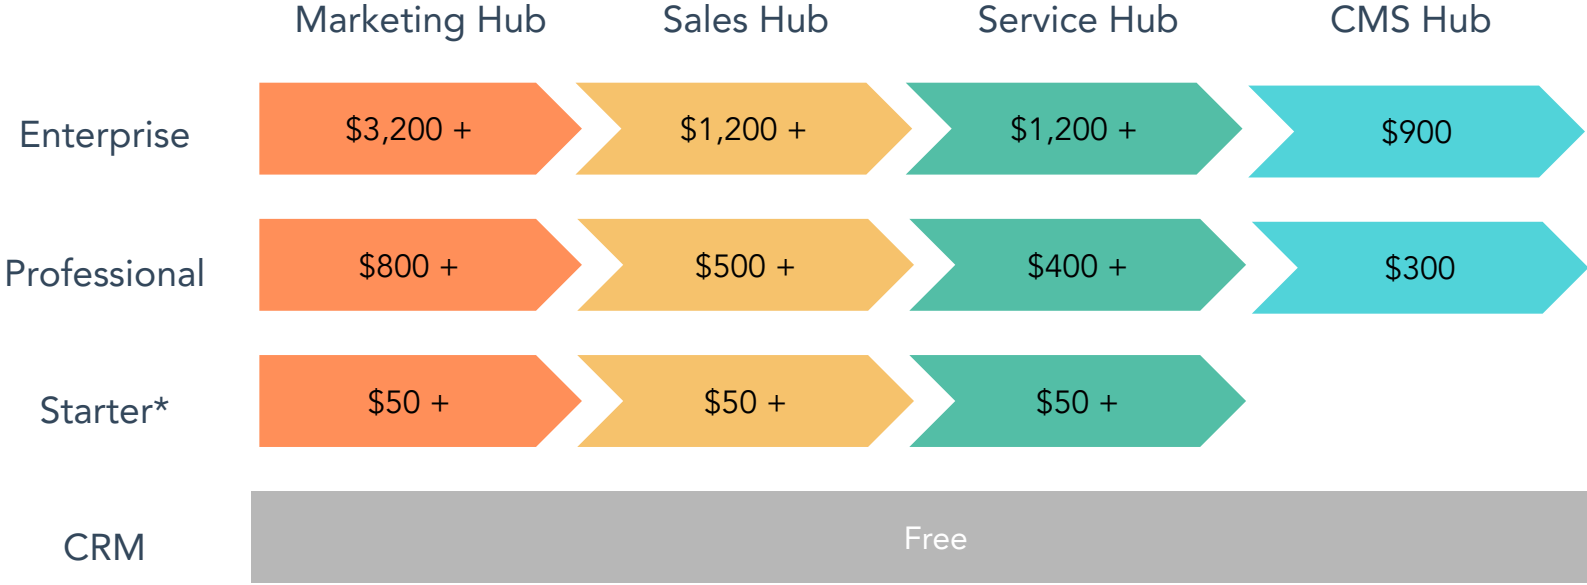 Marketing Hub Sales Hub Service Hub CMS Hub
Enterprise $3,200 + $1,200 + $1,200 + $900
Professional $800 + $500 + $400 + $300
Starter* $50 + $50 + $50 +
CRM Free